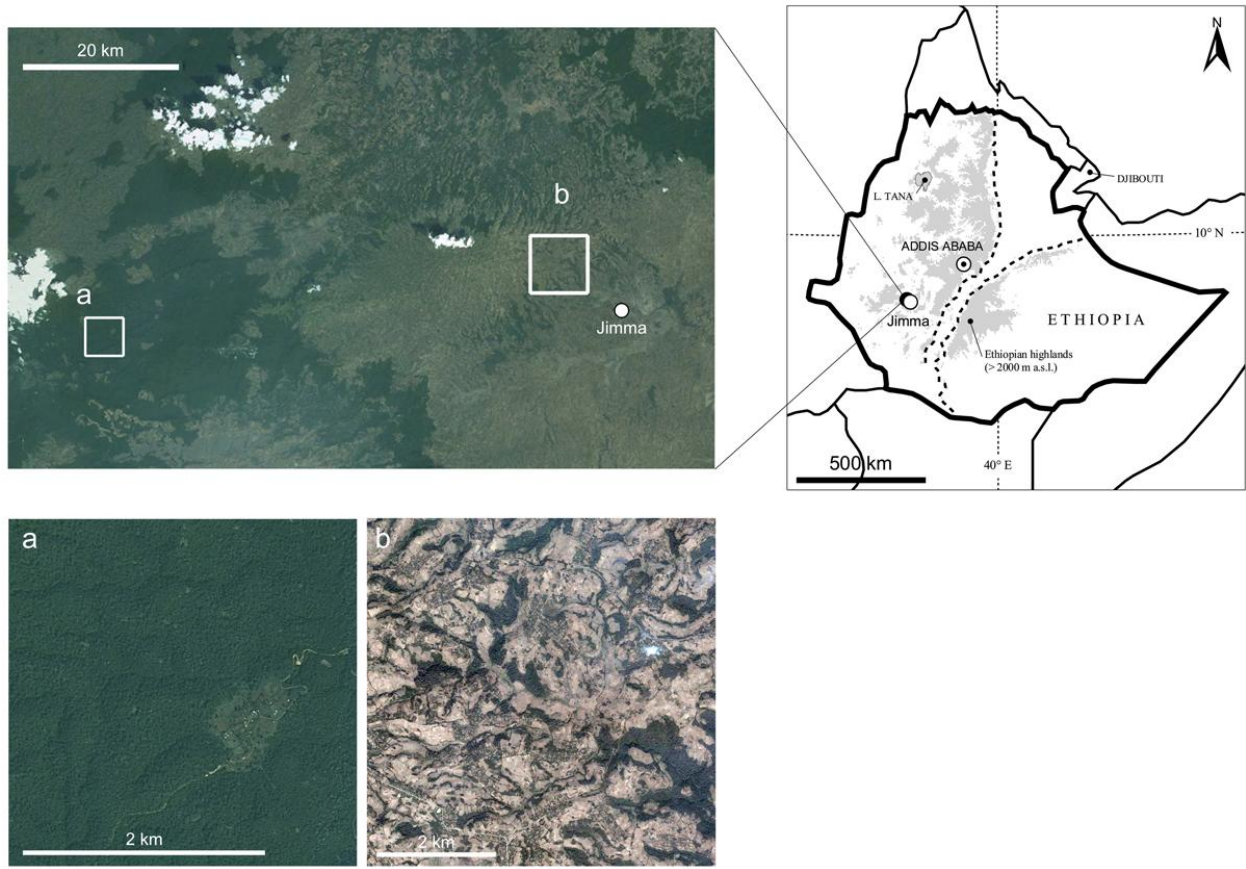 20 km
b
a
Jimma
N
L. TANA
DJIBOUTI
10° N
ADDIS ABABA
Jimma
ETHIOPIA
Ethiopian highlands
(> 2000 m a.s.l.)
500 km
40° E
a
2 km
b
2 km